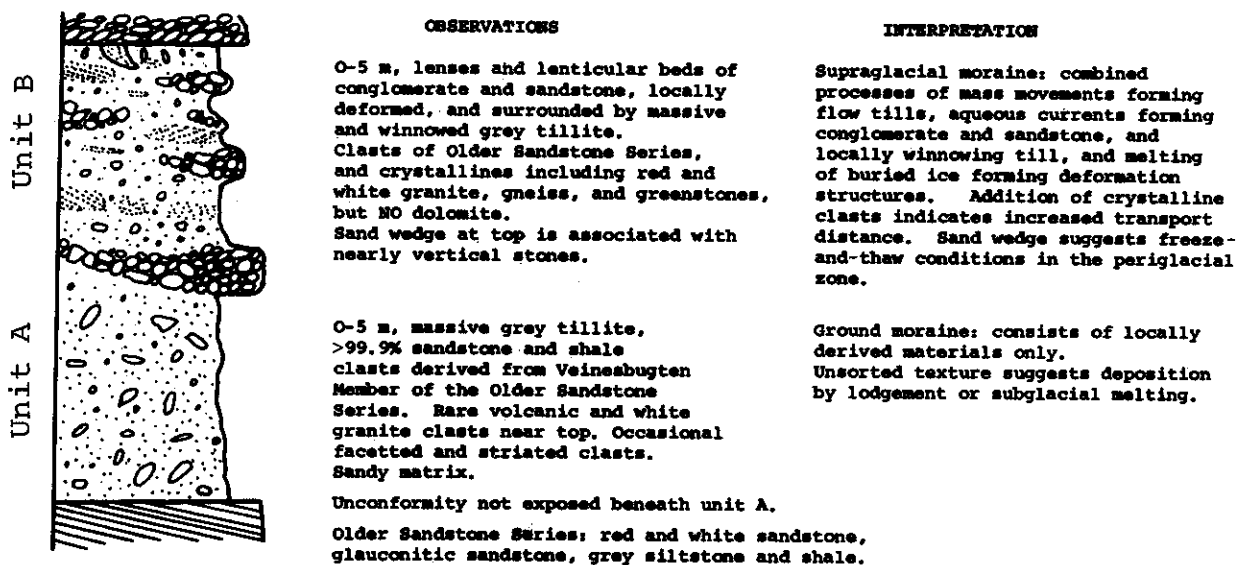 OBSERVATIONS
INTERPRETATION
Unit B
0-5 m, lenses and lenticular beds of
conglomerate and sandstone, locally
deformed, and surrounded by massive
and winnowed grey tillite.
Clasts of Older Sandstone Series,
and crystallines including red and
white granite, gneiss, and greenstones,
but NO dolomite.
Sand wedge at top is associated with
nearly vertical stones.
Supraglacial moraine: combined
processes of mass movements forming
flow tills, aqueous currents forming
conglomerate and sandstone, and
locally winnowing till, and melting
of buried ice forming deformation
structures. Addition of crystalline
clasts indicates increased transport
distance. Sand wedge suggests freeze-
and-thaw conditions in the periglacial
zone.
Unit A
0-5 m, massive grey tillite,
>99.9% sandstone and shale
clasts derived from Veinesbugten
Member of the Older Sandstone
Series. Rare volcanic and white
granite clasts near top. Occasional
facetted and striated clasts.
Sandy matrix.
Unconformity not exposed beneath unit A.
Older Sandstone Series: red and white sandstone,
glauconitic sandstone, grey siltstone and shale.
Ground moraine: consists of locally
derived materials only.
Unsorted texture suggests deposition
by lodgement or subglacial melting.